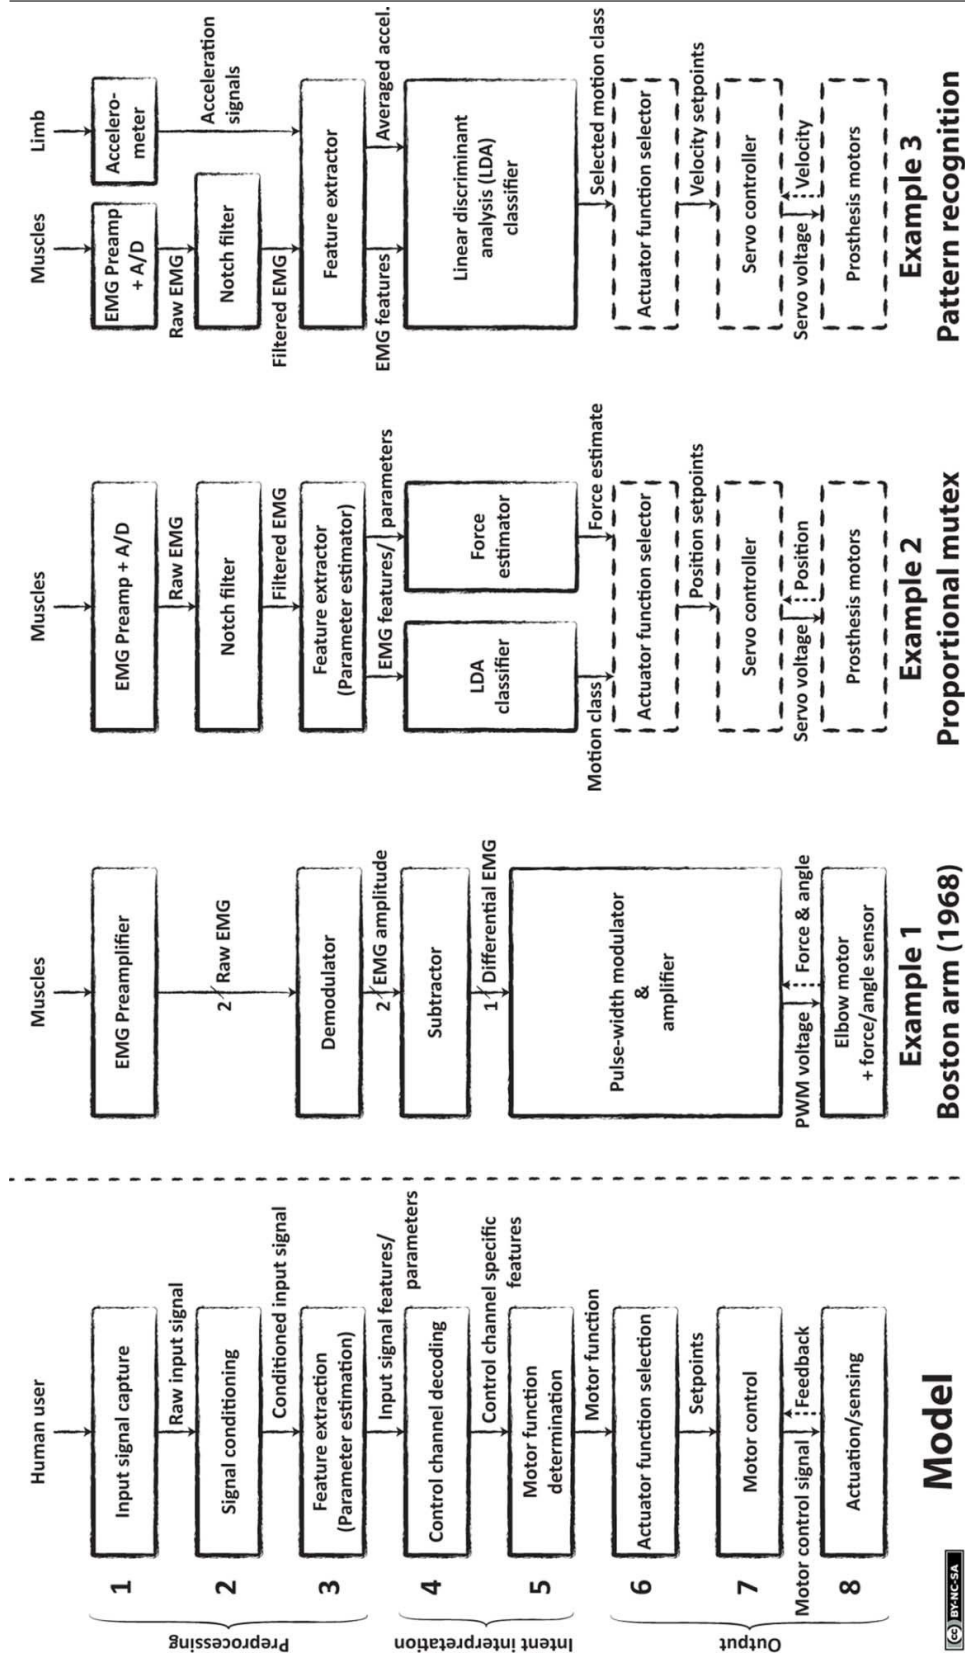 Human user
Preprocessing
1
Input signal capture
Raw input signal
2
Signal conditioning
Conditioned input signal
3
Feature extraction
(Parameter estimation)
Input signal features/
parameters
Intent interpretation
4
Control channel decoding
Control channel specific
features
5
Motor function
determination
Motor function
Output
6
Actuator function selection
Setpoints
7
Motor control
Motor control signal
Feedback
8
Actuation/sensing
Model
Muscles
EMG Preamplifier
2
Raw EMG
Demodulator
2
EMG amplitude
Subtractor
1
Differential EMG
Pulse-width modulator
&
amplifier
PWM voltage
Force & angle
Elbow motor
+ force/angle sensor
Example 1
Boston arm (1968)
Muscles
EMG Preamp + A/D
Raw EMG
Notch filter
Filtered EMG
Feature extractor
(Parameter estimator)
EMG features/ parameters
LDA
classifier
Force
estimator
Motion class
Force estimate
Actuator function selector
Position setpoints
Servo controller
Servo voltage
Position
Prosthesis motors
Example 2
Proportional mutex
Muscles
Limb
EMG Preamp
+ A/D
Accelero-
meter
Raw EMG
Acceleration
signals
Notch filter
Filtered EMG
Feature extractor
EMG features
Averaged accel.
Linear discriminant
analysis (LDA)
classifier
Selected motion class
Actuator function selector
Velocity setpoints
Servo controller
Servo voltage
Velocity
Prosthesis motors
Example 3
Pattern recognition
cc BY-NC-SA